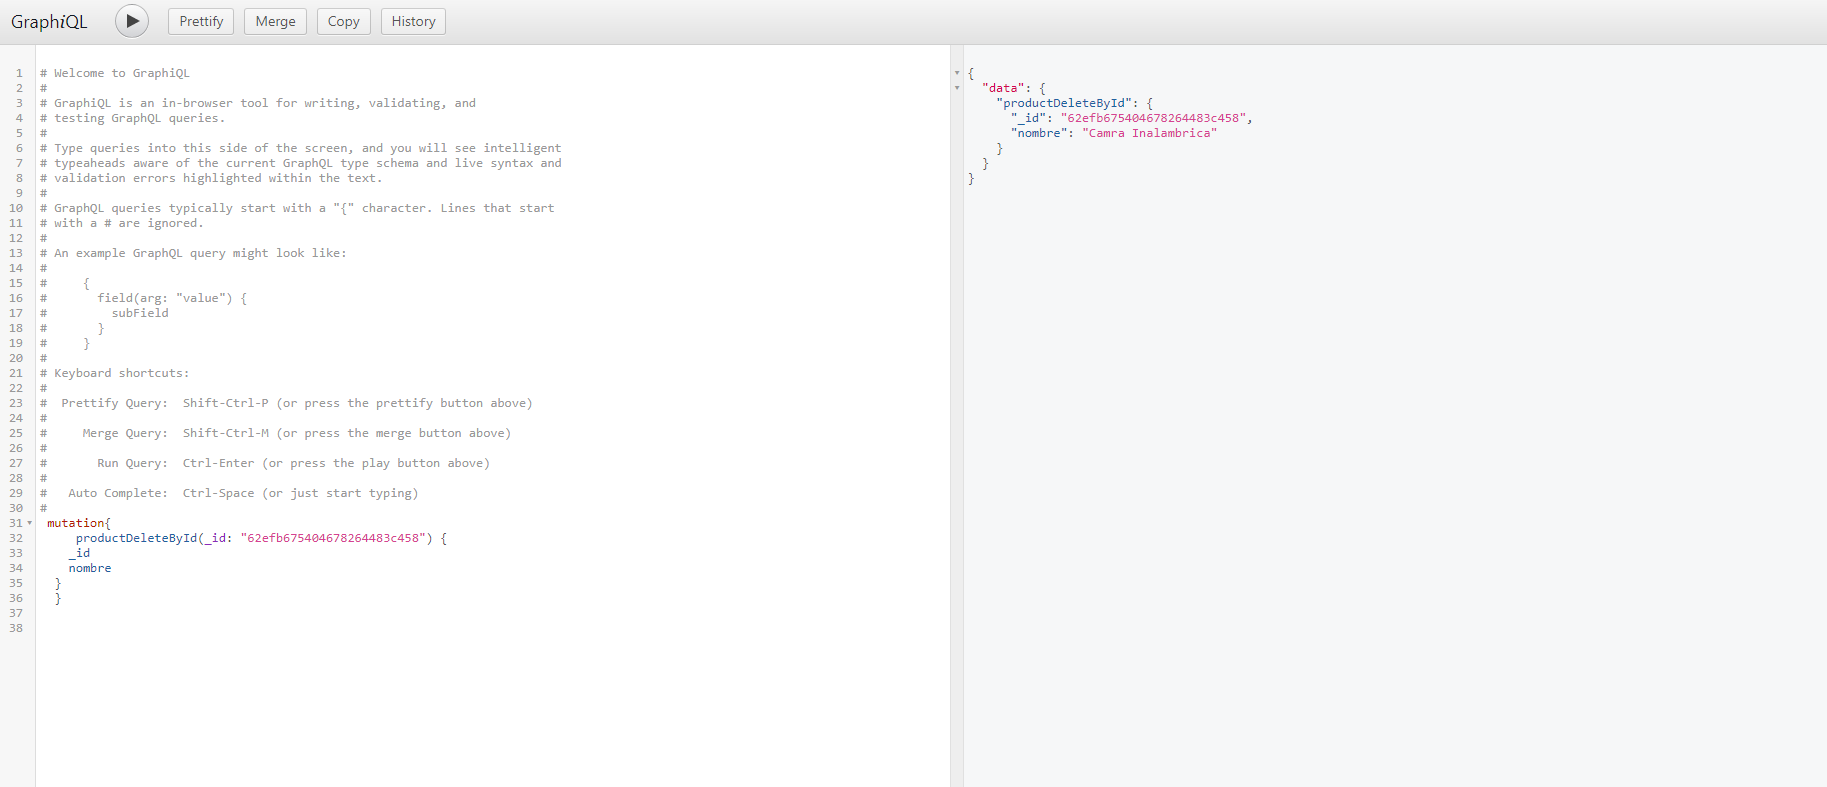 GraphiQL Prettify Merge Copy History
1 # Welcome to GraphiQL
2 #
3 # GraphiQL is an in-browser tool for writing, validating, and
4 # testing GraphQL queries.
5 #
6 # Type queries into this side of the screen, and you will see intelligent
7 # typeaheads aware of the current GraphQL type schema and live syntax and
8 # validation errors highlighted within the text.
9 #
10 # GraphQL queries typically start with a "{" character. Lines that start
11 # with a # are ignored.
12 #
13 # An example GraphQL query might look like:
14 #
15 #     {
16 #       field(arg: "value") {
17 #         subField
18 #       }
19 #     }
20 #
21 # Keyboard shortcuts:
22 #
23 #  Prettify Query:  Shift-Ctrl-P (or press the prettify button above)
24 #
25 #     Merge Query:  Shift-Ctrl-M (or press the merge button above)
26 #
27 #       Run Query:  Ctrl-Enter (or press the play button above)
28 #
29 #   Auto Complete:  Ctrl-Space (or just start typing)
30 #
31  mutation{
32      productDeleteById(_id: "62efb675404678264483c458") {
33     _id
34     nombre
35   }
36   }
37
38
{
  "data": {
    "productDeleteById": {
      "_id": "62efb675404678264483c458",
      "nombre": "Camra Inalambrica"
    }
  }
}